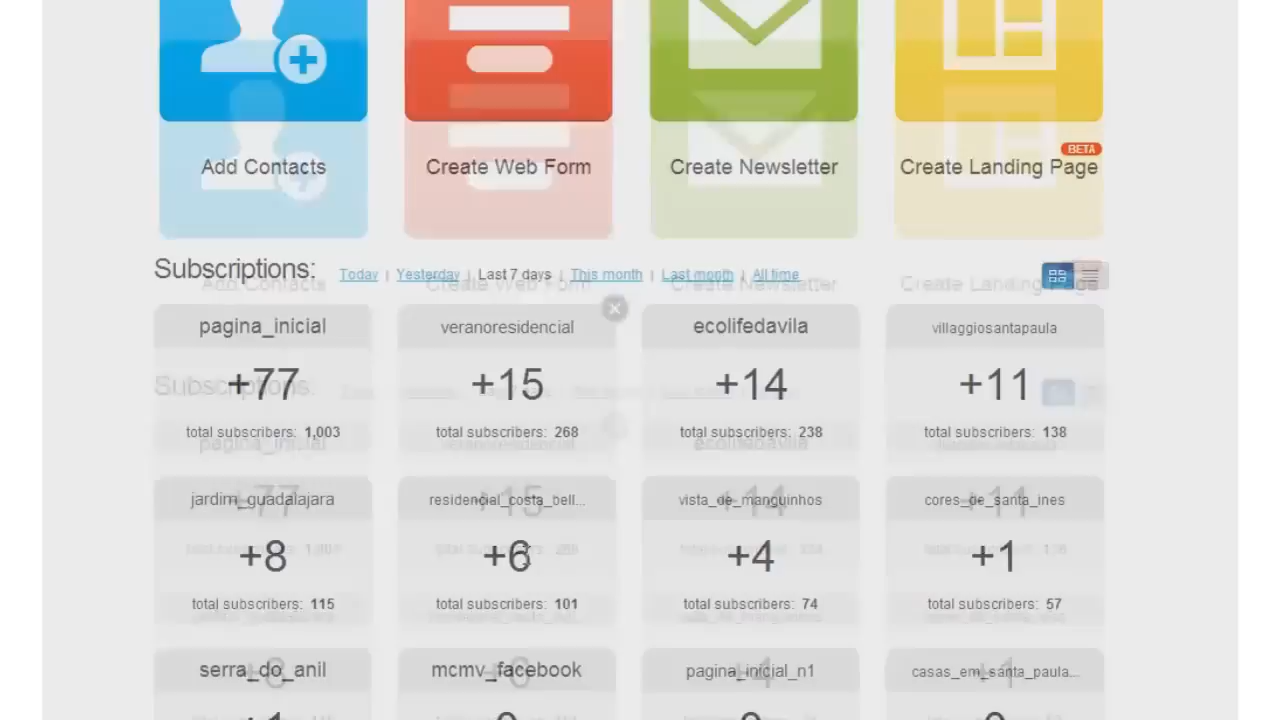 Add Contacts
Create Web Form
Create Newsletter
BETA
Create Landing Page
Subscriptions: Today | Yesterday | Last 7 days | This month | Last month | All time
pagina_inicial
veranoresidencial
ecolifedavila
villaggiosantapaula
+77
+15
+14
+11
total subscribers: 1,003
total subscribers: 268
total subscribers: 238
total subscribers: 138
jardim_guadalajara
residencial_costa_bell...
vista_de_manguinhos
cores_de_santa_ines
+8
+6
+4
+1
total subscribers: 115
total subscribers: 101
total subscribers: 74
total subscribers: 57
serra_do_anil
mcmv_facebook
pagina_inicial_n1
casas_em_santa_paula...